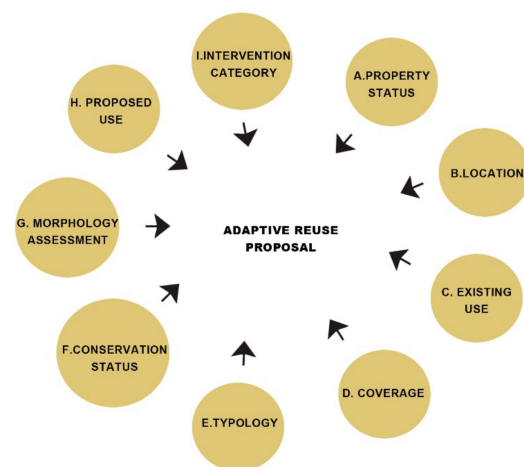 I.INTERVENTION
CATEGORY
A.PROPERTY
STATUS
B.LOCATION
C. EXISTING
USE
D. COVERAGE
E.TYPOLOGY
F.CONSERVATION
STATUS
G. MORPHOLOGY
ASSESSMENT
H. PROPOSED
USE
ADAPTIVE REUSE
PROPOSAL